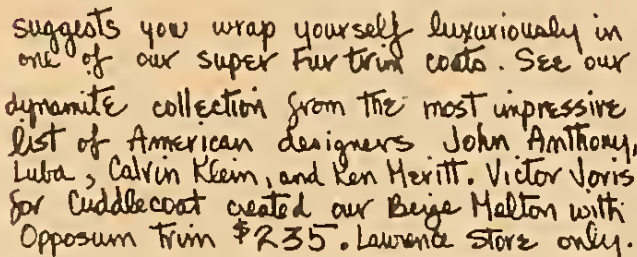 suggests you wrap yourself luxuriously in
one of our super Fur trim coats. See our
dynamite collection from the most impressive
list of American designers John Anthony,
Luba, Calvin Klein, and Ken Meritt. Victor Joris
for Cuddlecoat created our Beige Melton with
Opposum Trim $235. Lawrence Store only.